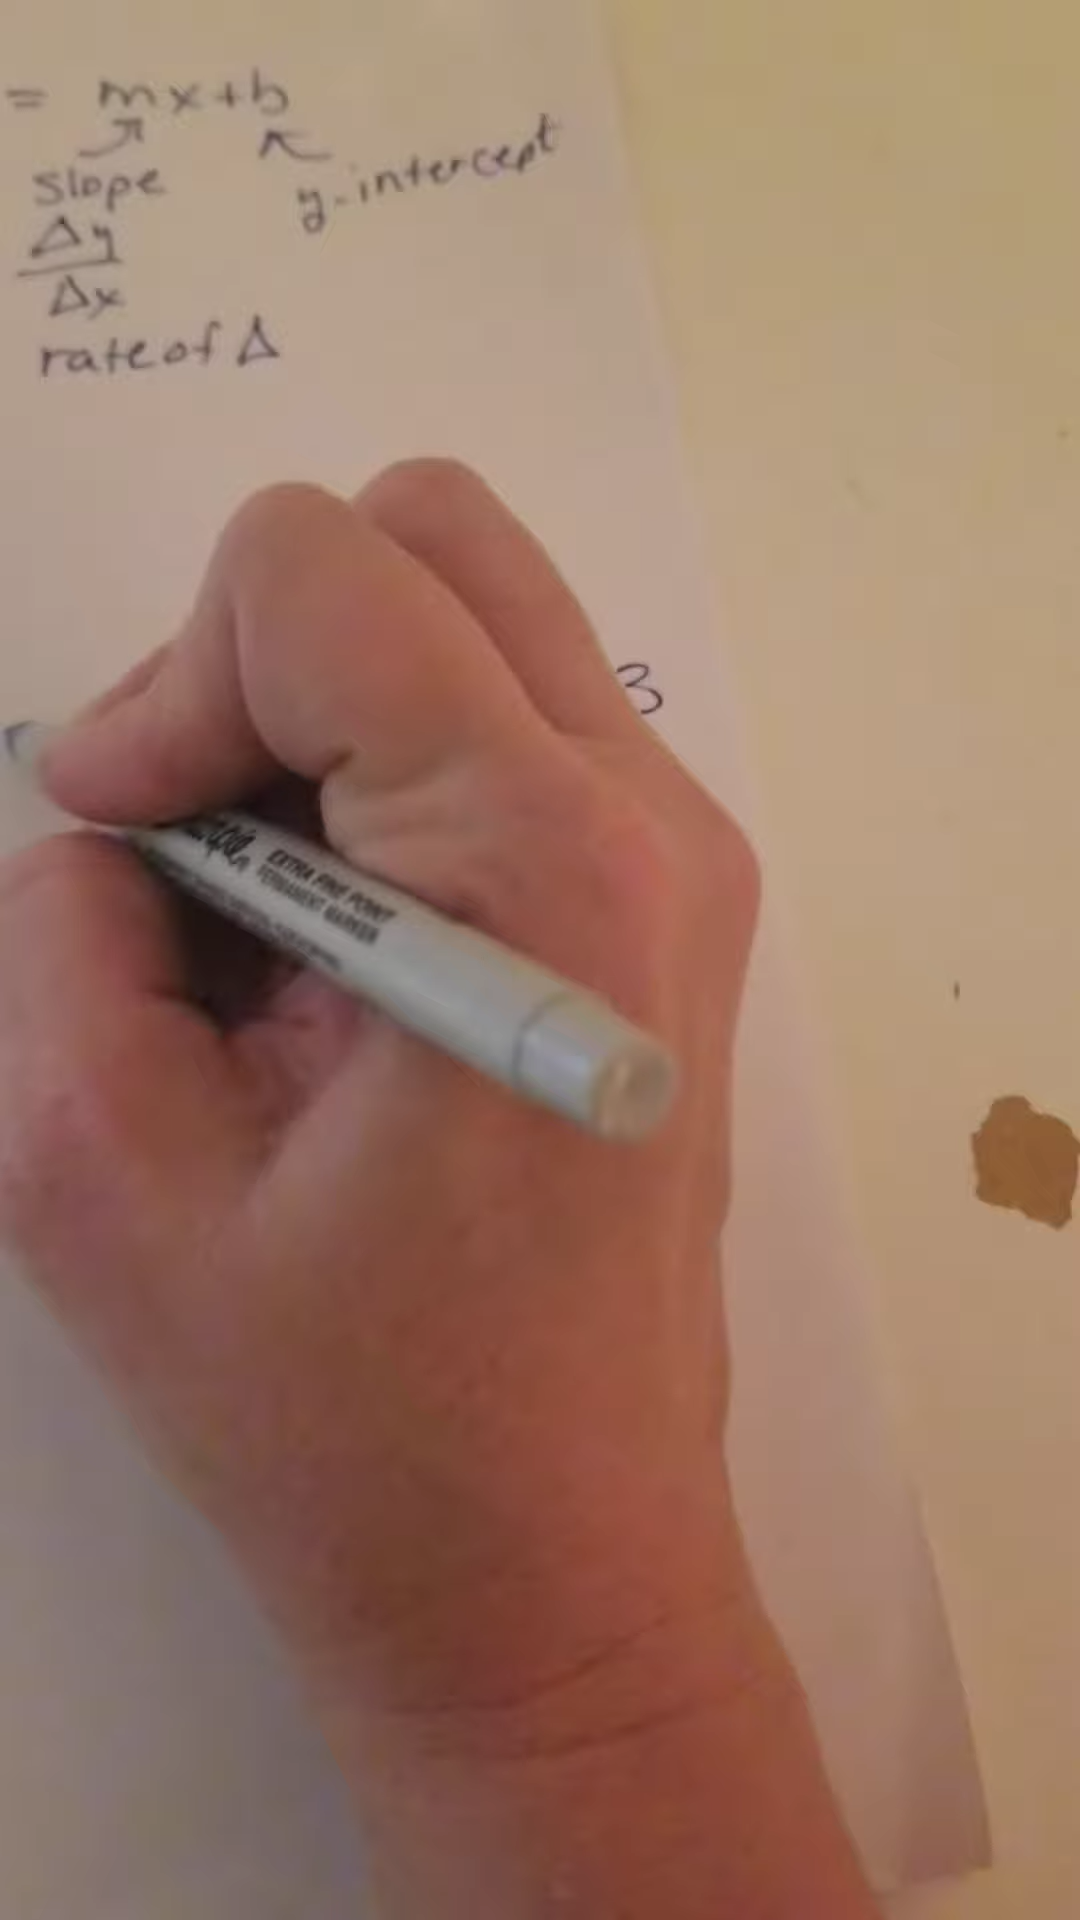 = mx+b
slope
y-intercept
Δy
Δx
rate of Δ
3
EXTRA FINE POINT
PERMANENT MARKER